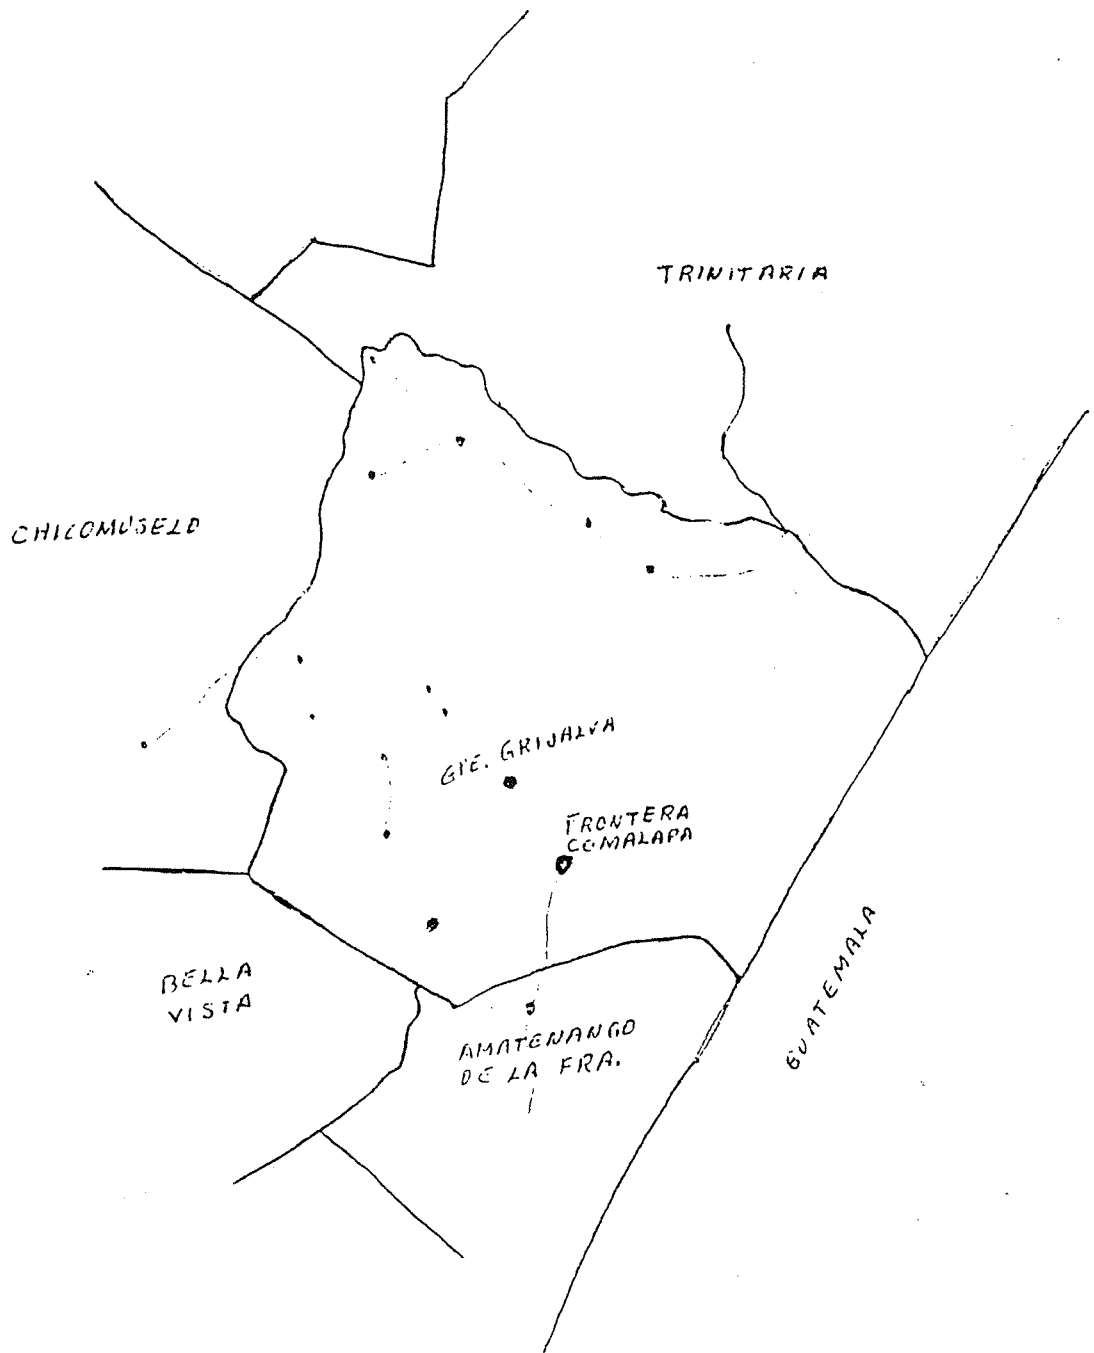 TRINITARIA
CHICOMUSELO
GTE. GRIJALVA
FRONTERA
COMALAPA
BELLA
VISTA
AMATENANGO
DE LA FRA.
GUATEMALA